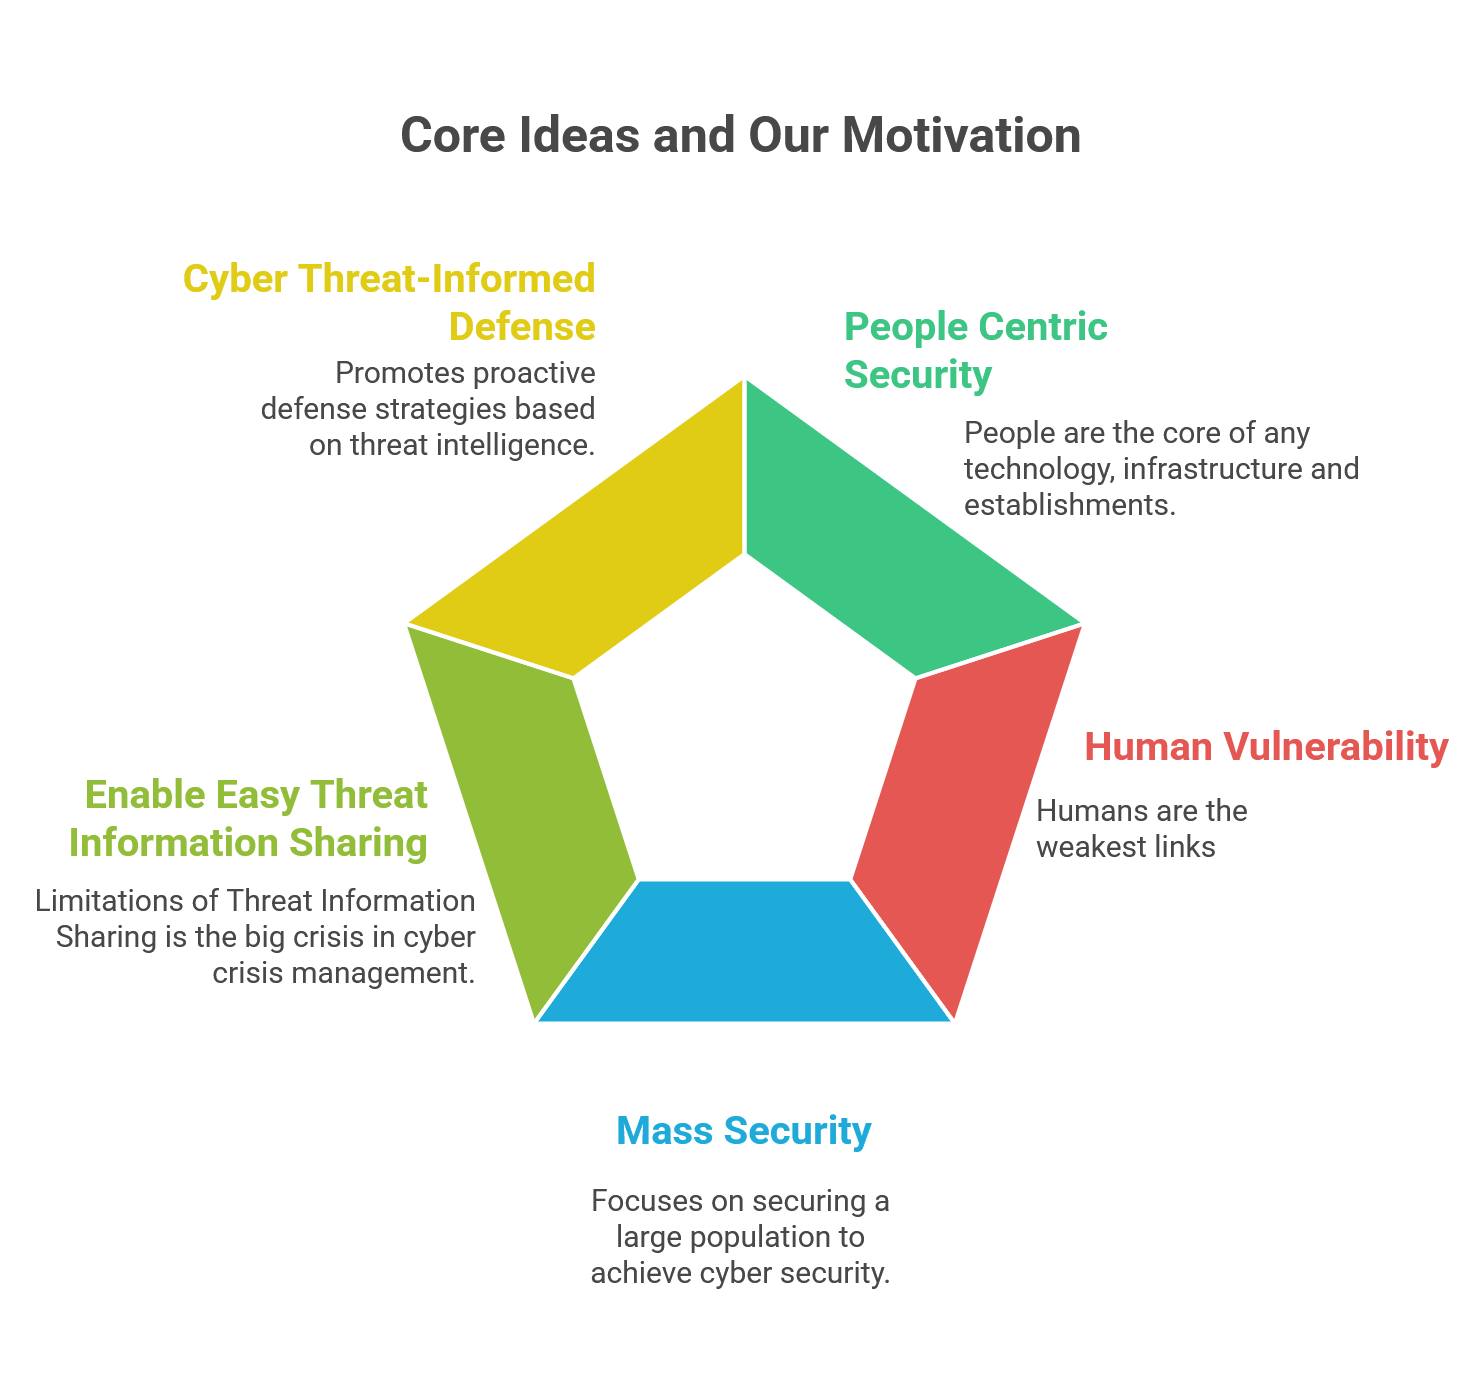 Core Ideas and Our Motivation
Cyber Threat-Informed
Defense
Promotes proactive
defense strategies based
on threat intelligence.
People Centric
Security
People are the core of any
technology, infrastructure and
establishments.
Human Vulnerability
Humans are the
weakest links
Enable Easy Threat
Information Sharing
Limitations of Threat Information
Sharing is the big crisis in cyber
crisis management.
Mass Security
Focuses on securing a
large population to
achieve cyber security.